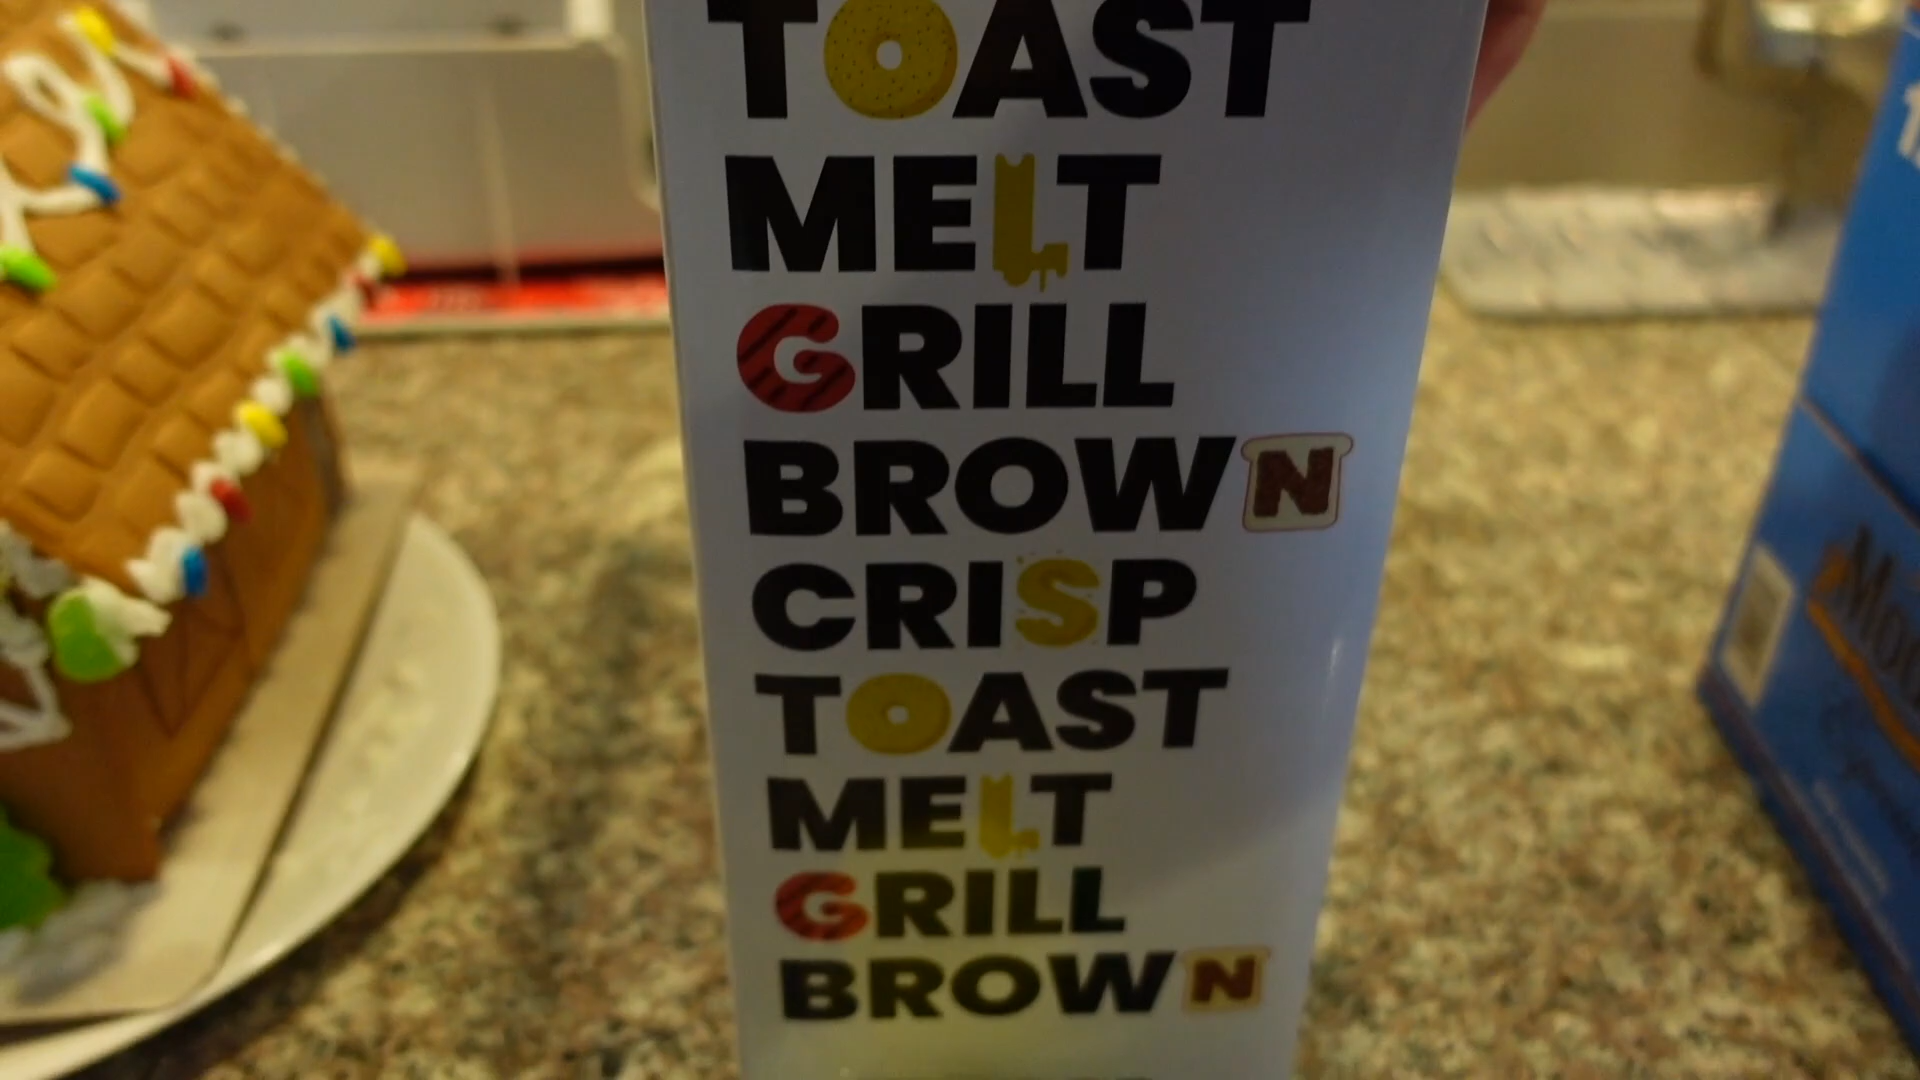 TOAST
MELT
GRILL
BROWN
CRISP
TOAST
MELT
GRILL
BROWN